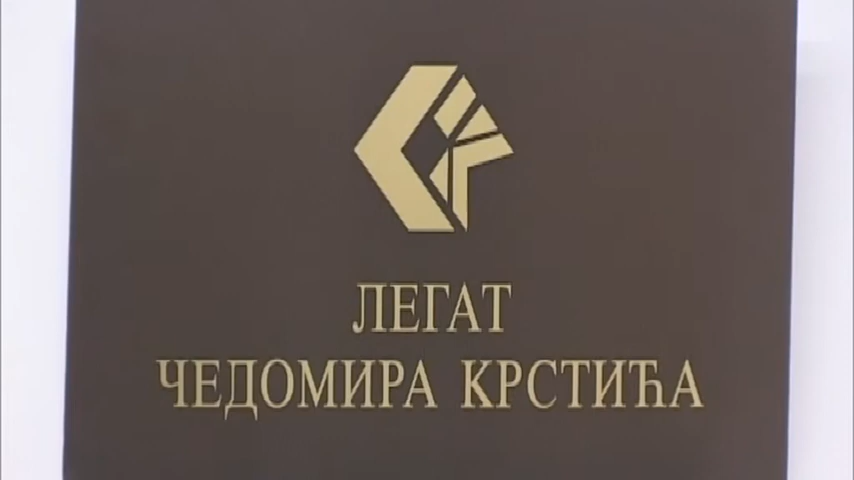 ЛЕГАТ
ЧЕДОМИРА КРСТИЋА